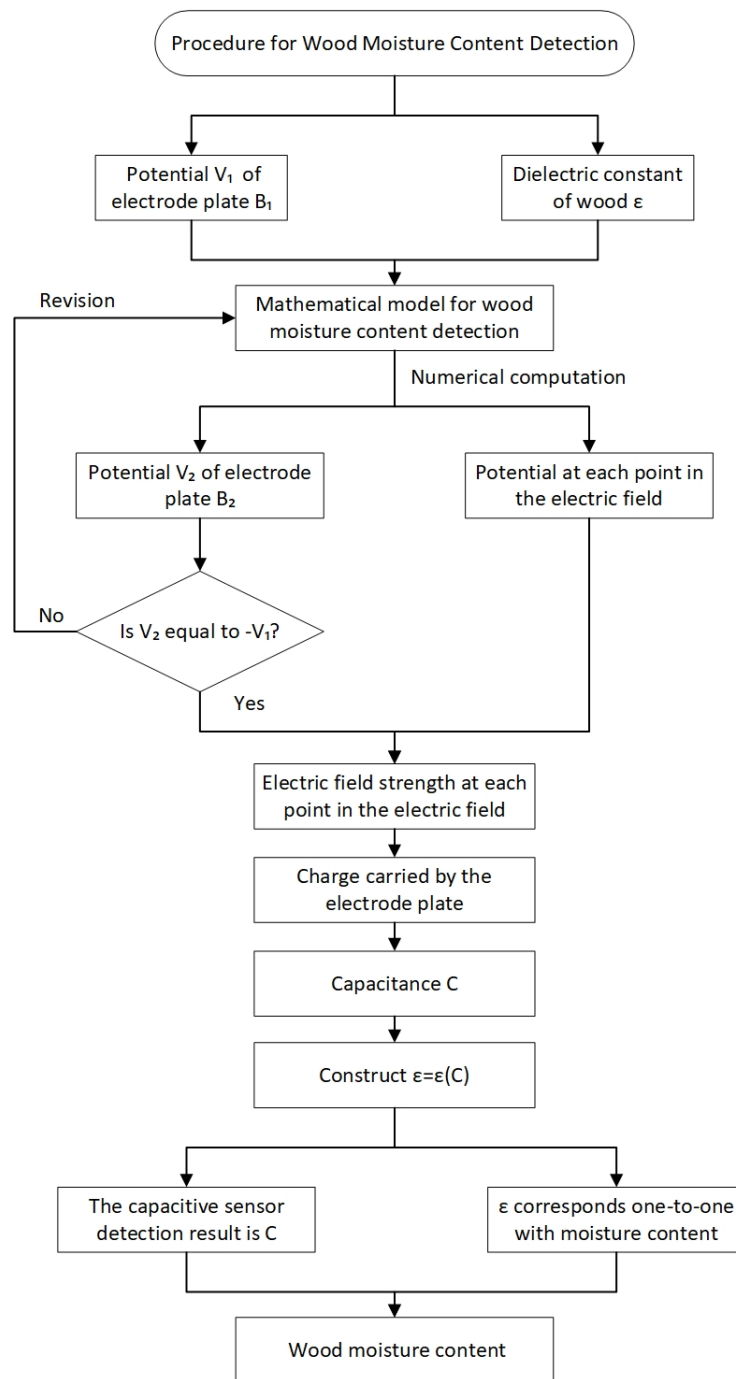 Procedure for Wood Moisture Content Detection
Potential V₁ of
electrode plate B₁
Dielectric constant
of wood ε
Revision
Mathematical model for wood
moisture content detection
Numerical computation
Potential V₂ of electrode
plate B₂
Potential at each point in
the electric field
No
Is V₂ equal to -V₁?
Yes
Electric field strength at each
point in the electric field
Charge carried by the
electrode plate
Capacitance C
Construct ε=ε(C)
The capacitive sensor
detection result is C
ε corresponds one-to-one
with moisture content
Wood moisture content